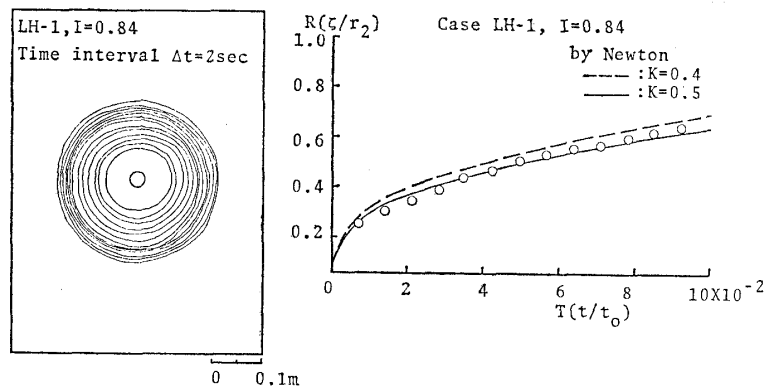 LH-1,I=0.84
Time interval Δt=2sec
0 0.1m
R(ζ/r₂)
Case LH-1, I=0.84
by Newton
:K=0.4
:K=0.5
1.0
0.8
0.6
0.4
0.2
0 2 4 6 8 10X10⁻²
T(t/t₀)